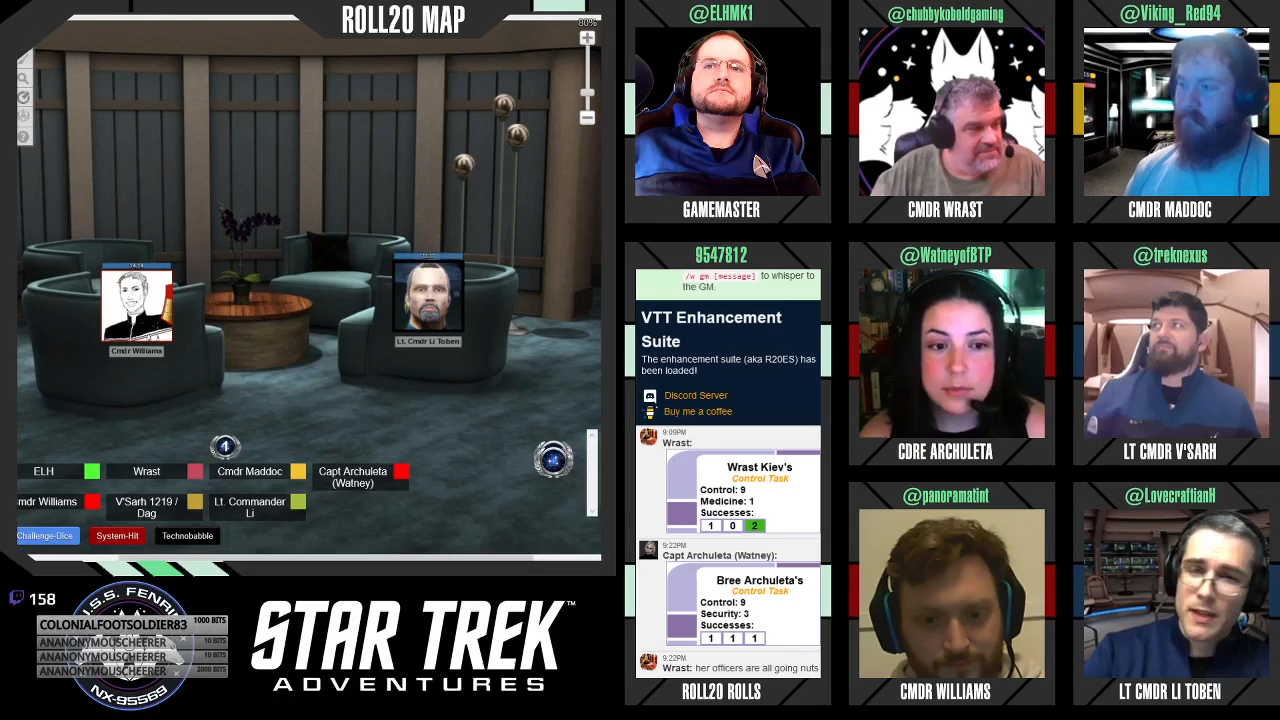 ROLL20 MAP
80%
14/14
Cmdr Williams
11/11
Lt. Cmdr Li Toben
1
ELH
Wrast
Cmdr Maddoc
Capt Archuleta
(Watney)
mdr Williams
V'Sarh 1219 /
Dag
Lt. Commander
Li
Challenge-Dice
System-Hit
Technobabble
158
U.S.S. FENRI
COLONIALFOOTSOLDIER83 1000 BITS
ANANONYMOUSCHEERER 10 BITS
ANANONYMOUSCHEERER 10 BITS
ANANONYMOUSCHEERER 2000 BITS
NX-95569
STAR TREK™
ADVENTURES
@ELHMK1
GAMEMASTER
@chubbykoboldgaming
CMDR WRAST
@Viking_Red94
CMDR MADDOC
9547812
/w gm [message] to whisper to
the GM.
VTT Enhancement
Suite
The enhancement suite (aka R20ES) has
been loaded!
Discord Server
Buy me a coffee
9:09PM
Wrast:
Wrast Kiev's
Control Task
Control: 9
Medicine: 1
Successes:
1 0 2
9:22PM
Capt Archuleta (Watney):
Bree Archuleta's
Control Task
Control: 9
Security: 3
Successes:
1 1 1
9:22PM
Wrast: her officers are all going nuts
ROLL20 ROLLS
@WatneyofBTP
CDRE ARCHULETA
@treknexus
LT CMDR V'SARH
@panoramatint
CMDR WILLIAMS
@LovecraftianH
LT CMDR LI TOBEN